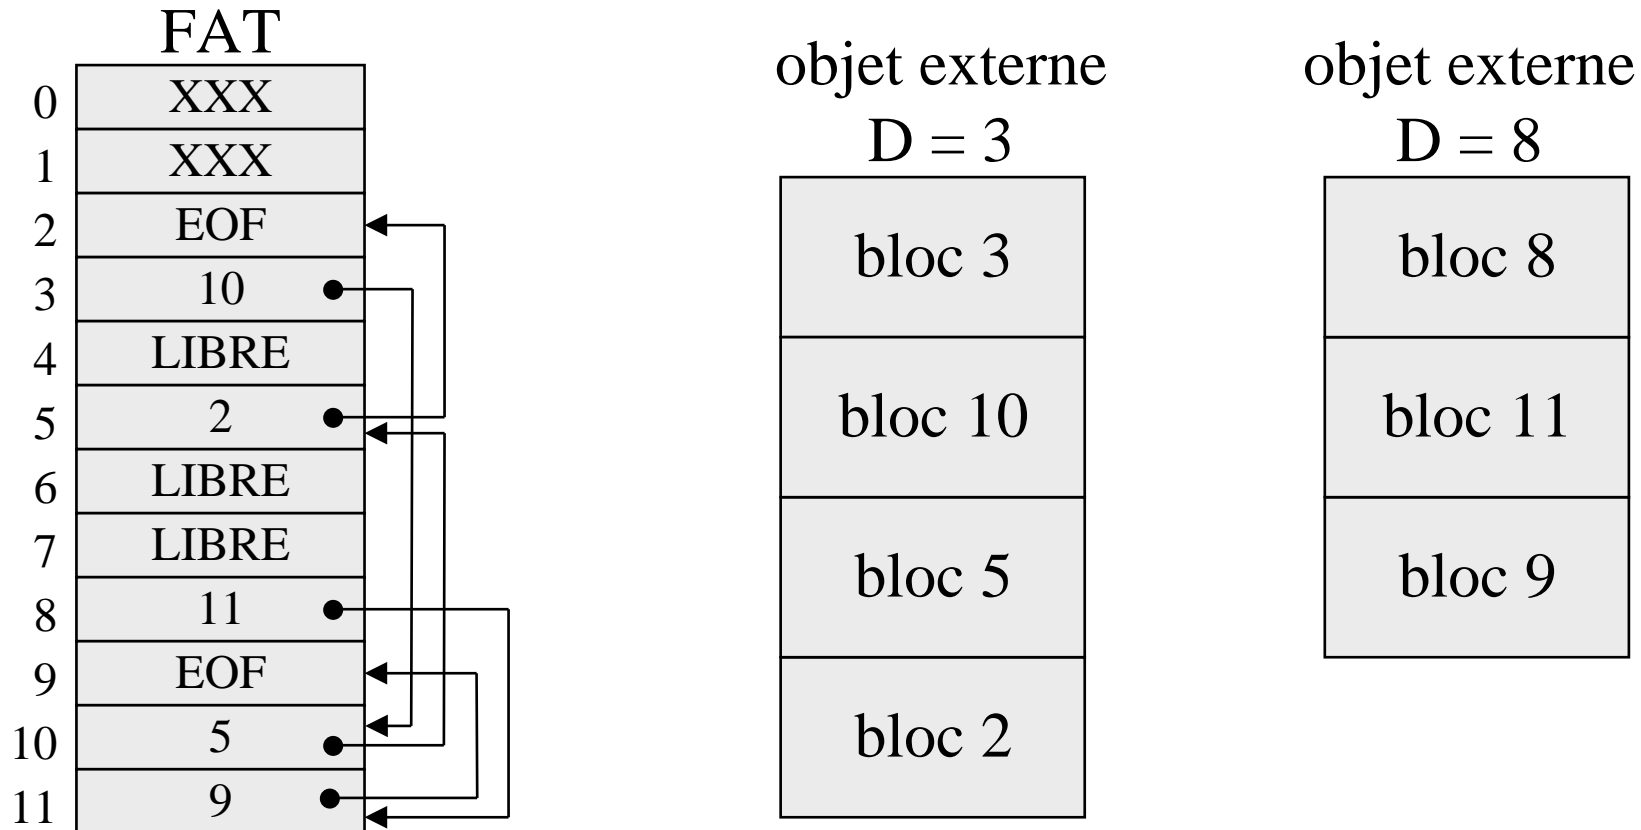 FAT
0 XXX
1 XXX
2 EOF
3 10
4 LIBRE
5 2
6 LIBRE
7 LIBRE
8 11
9 EOF
10 5
11 9
objet externe
D = 3
bloc 3
bloc 10
bloc 5
bloc 2
objet externe
D = 8
bloc 8
bloc 11
bloc 9